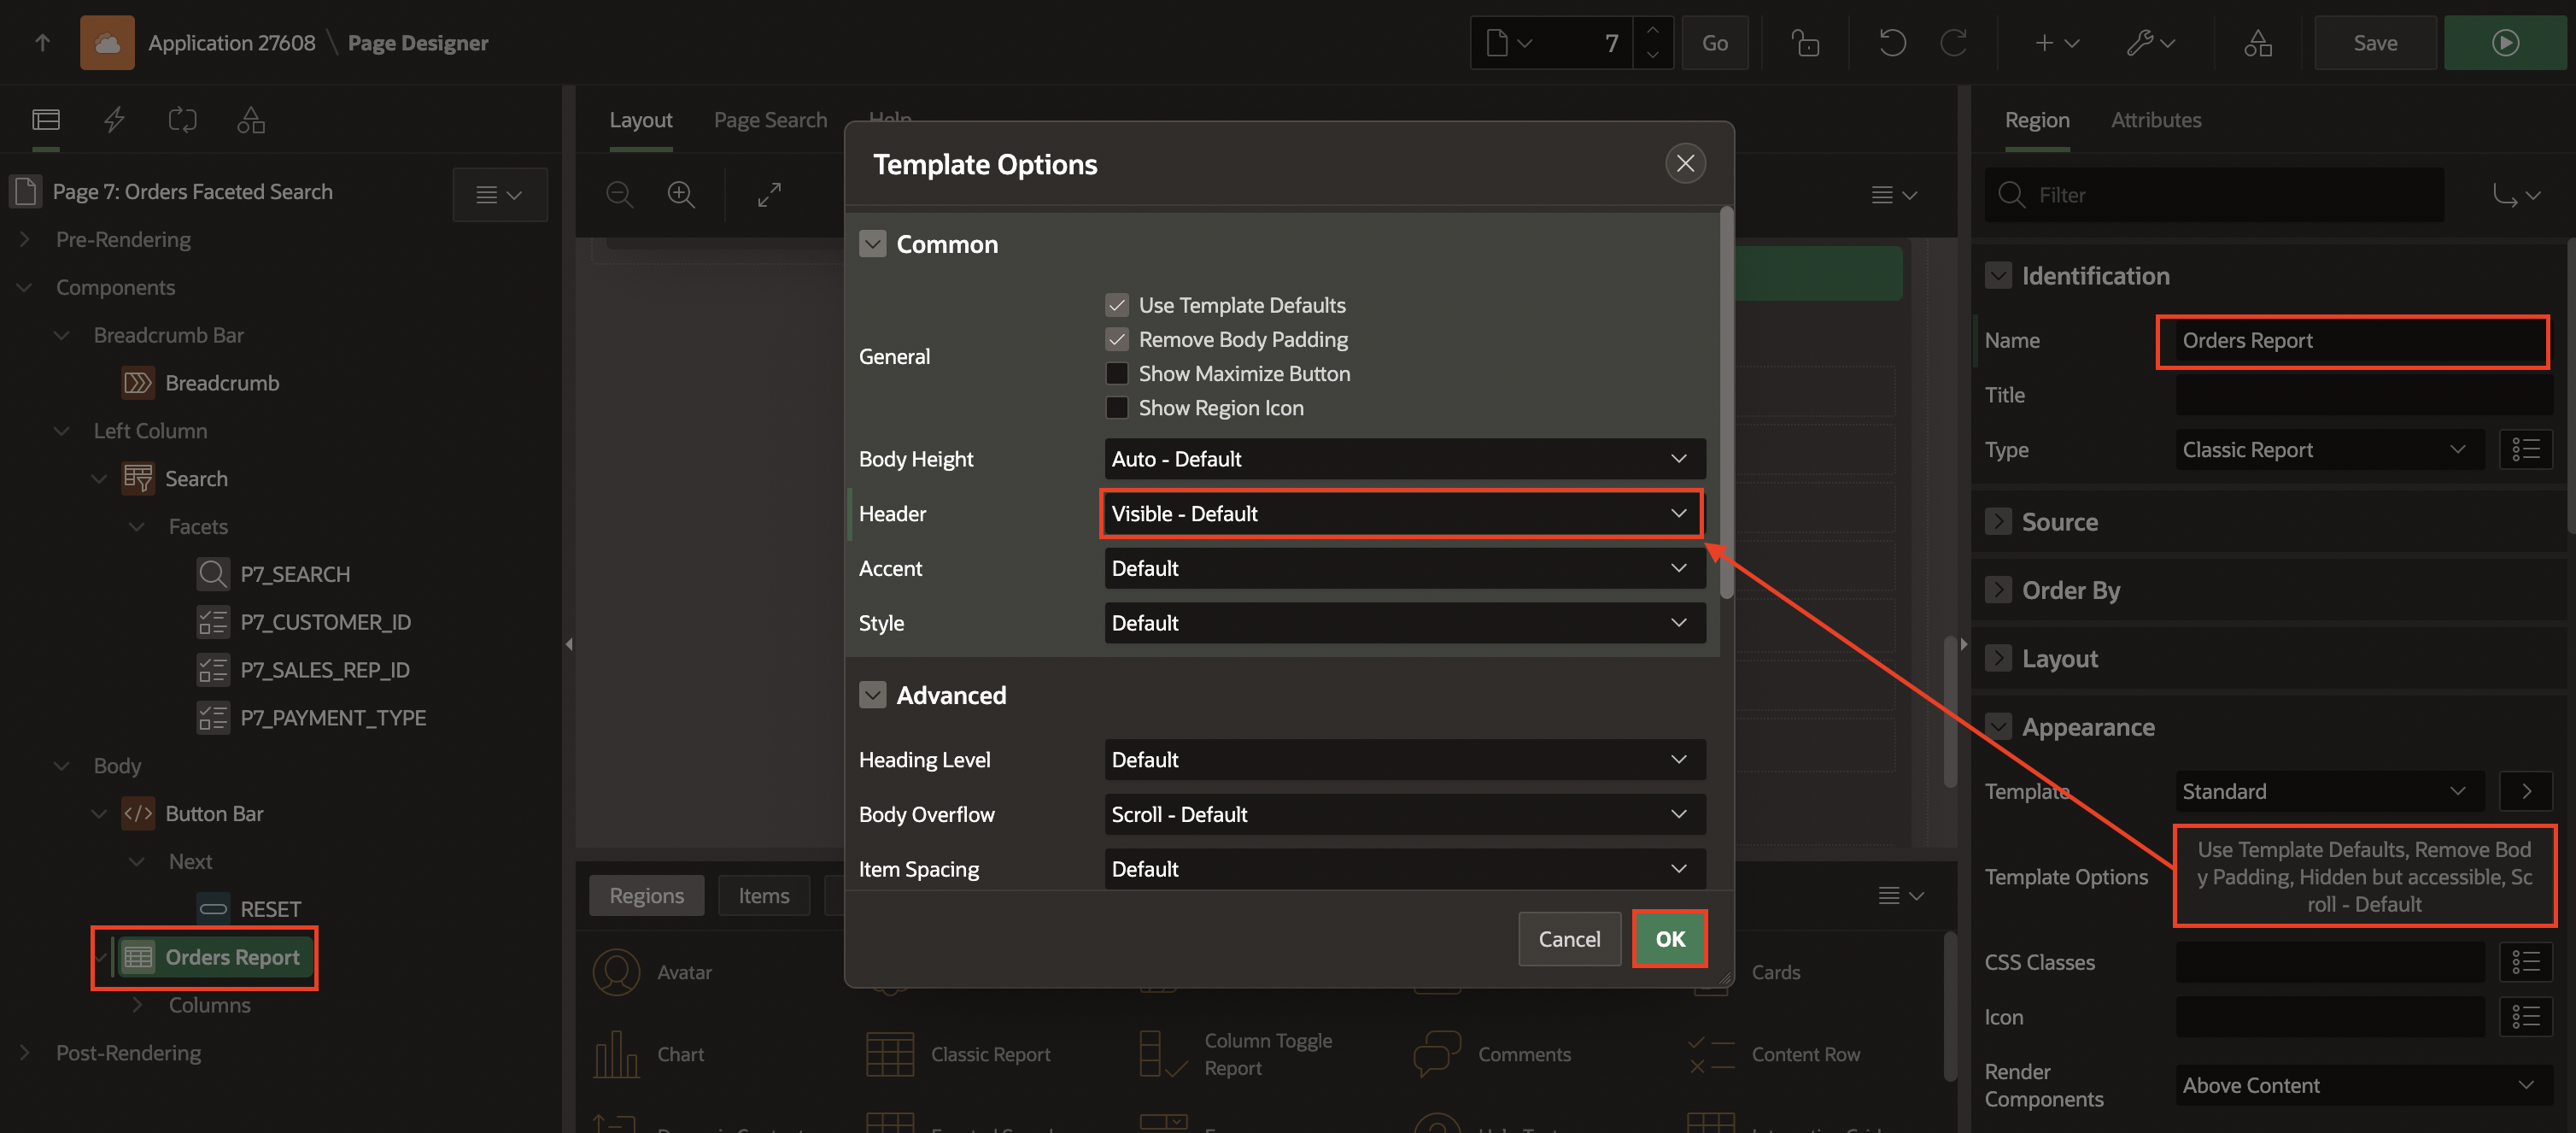 Application 27608 \ Page Designer
7
Go
Save
Page 7: Orders Faceted Search
Pre-Rendering
Components
Breadcrumb Bar
Breadcrumb
Left Column
Search
Facets
P7_SEARCH
P7_CUSTOMER_ID
P7_SALES_REP_ID
P7_PAYMENT_TYPE
Body
Button Bar
Next
RESET
Orders Report
Columns
Post-Rendering
Layout
Page Search
Help
Template Options
Common
General
Use Template Defaults
Remove Body Padding
Show Maximize Button
Show Region Icon
Body Height
Auto - Default
Header
Visible - Default
Accent
Default
Style
Default
Advanced
Heading Level
Default
Body Overflow
Scroll - Default
Item Spacing
Default
Cancel
OK
Regions
Items
Avatar
Cards
Chart
Classic Report
Column Toggle
Report
Comments
Content Row
Region
Attributes
Filter
Identification
Name
Orders Report
Title
Type
Classic Report
Source
Order By
Layout
Appearance
Template
Standard
Template Options
Use Template Defaults, Remove Bod
y Padding, Hidden but accessible, Sc
roll - Default
CSS Classes
Icon
Render
Components
Above Content